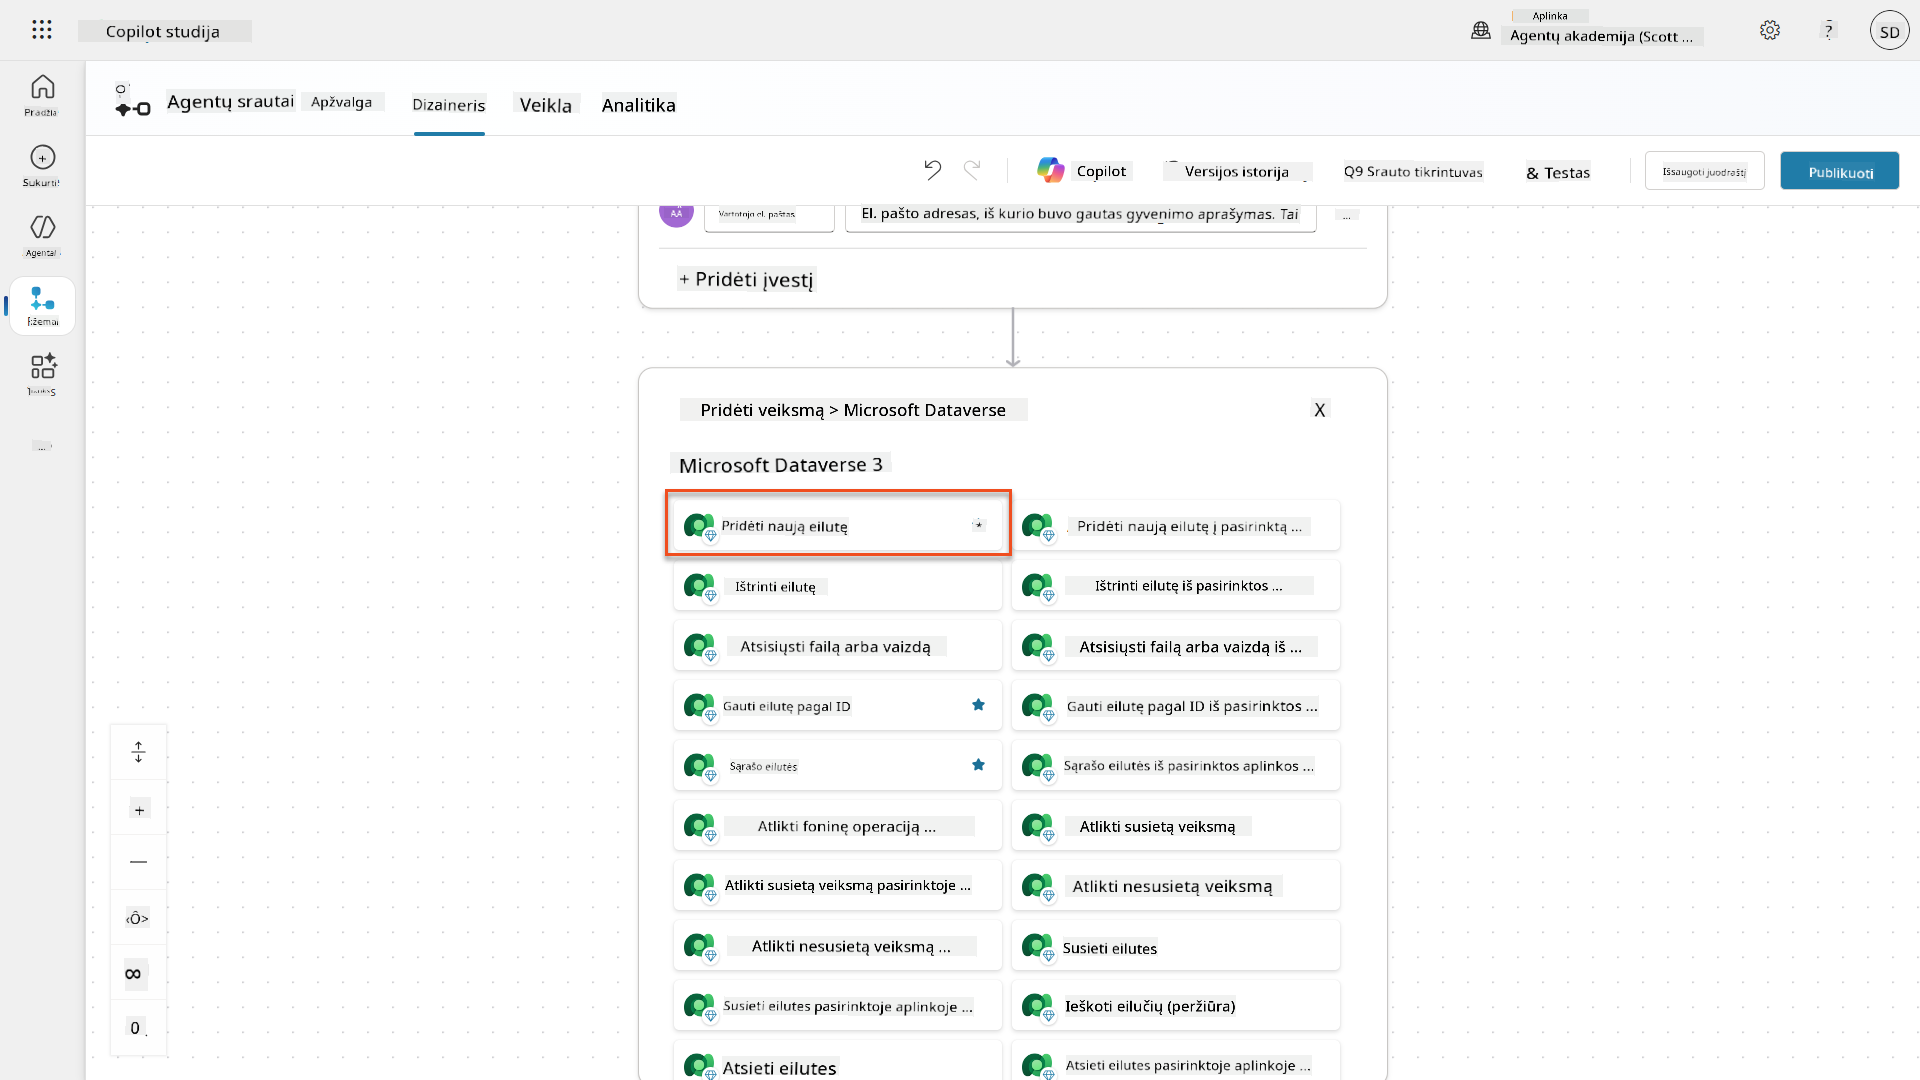 Copilot studija
Aplinka
Agentų akademija (Scott ...
?
SD
Pradžia
Sukurti
Agentai
Agentų srautai
Apžvalga
Dizaineris
Veikla
Analitika
Copilot
Versijos istorija
Q9 Srauto tikrintuvas
& Testas
Išsaugoti juodraštį
Publikuoti
AA
Vartotojo el. paštas
El. pašto adresas, iš kurio buvo gautas gyvenimo aprašymas. Tai
...
+ Pridėti įvestį
Pridėti veiksmą > Microsoft Dataverse
X
Microsoft Dataverse 3
Pridėti naują eilutę
*
Pridėti naują eilutę į pasirinktą ...
Ištrinti eilutę
Ištrinti eilutę iš pasirinktos ...
Atsisiųsti failą arba vaizdą
Atsisiųsti failą arba vaizdą iš ...
Gauti eilutę pagal ID
Gauti eilutę pagal ID iš pasirinktos ...
Sąrašo eilutės
Sąrašo eilutės iš pasirinktos aplinkos ...
Atlikti foninę operaciją ...
Atlikti susietą veiksmą
Atlikti susietą veiksmą pasirinktoje ...
Atlikti nesusietą veiksmą
Atlikti nesusietą veiksmą ...
Susieti eilutes
Susieti eilutes pasirinktoje aplinkoje ...
Ieškoti eilučių (peržiūra)
Atsieti eilutes
Atsieti eilutes pasirinktoje aplinkoje ...
...
+
‹Ô>
∞
0